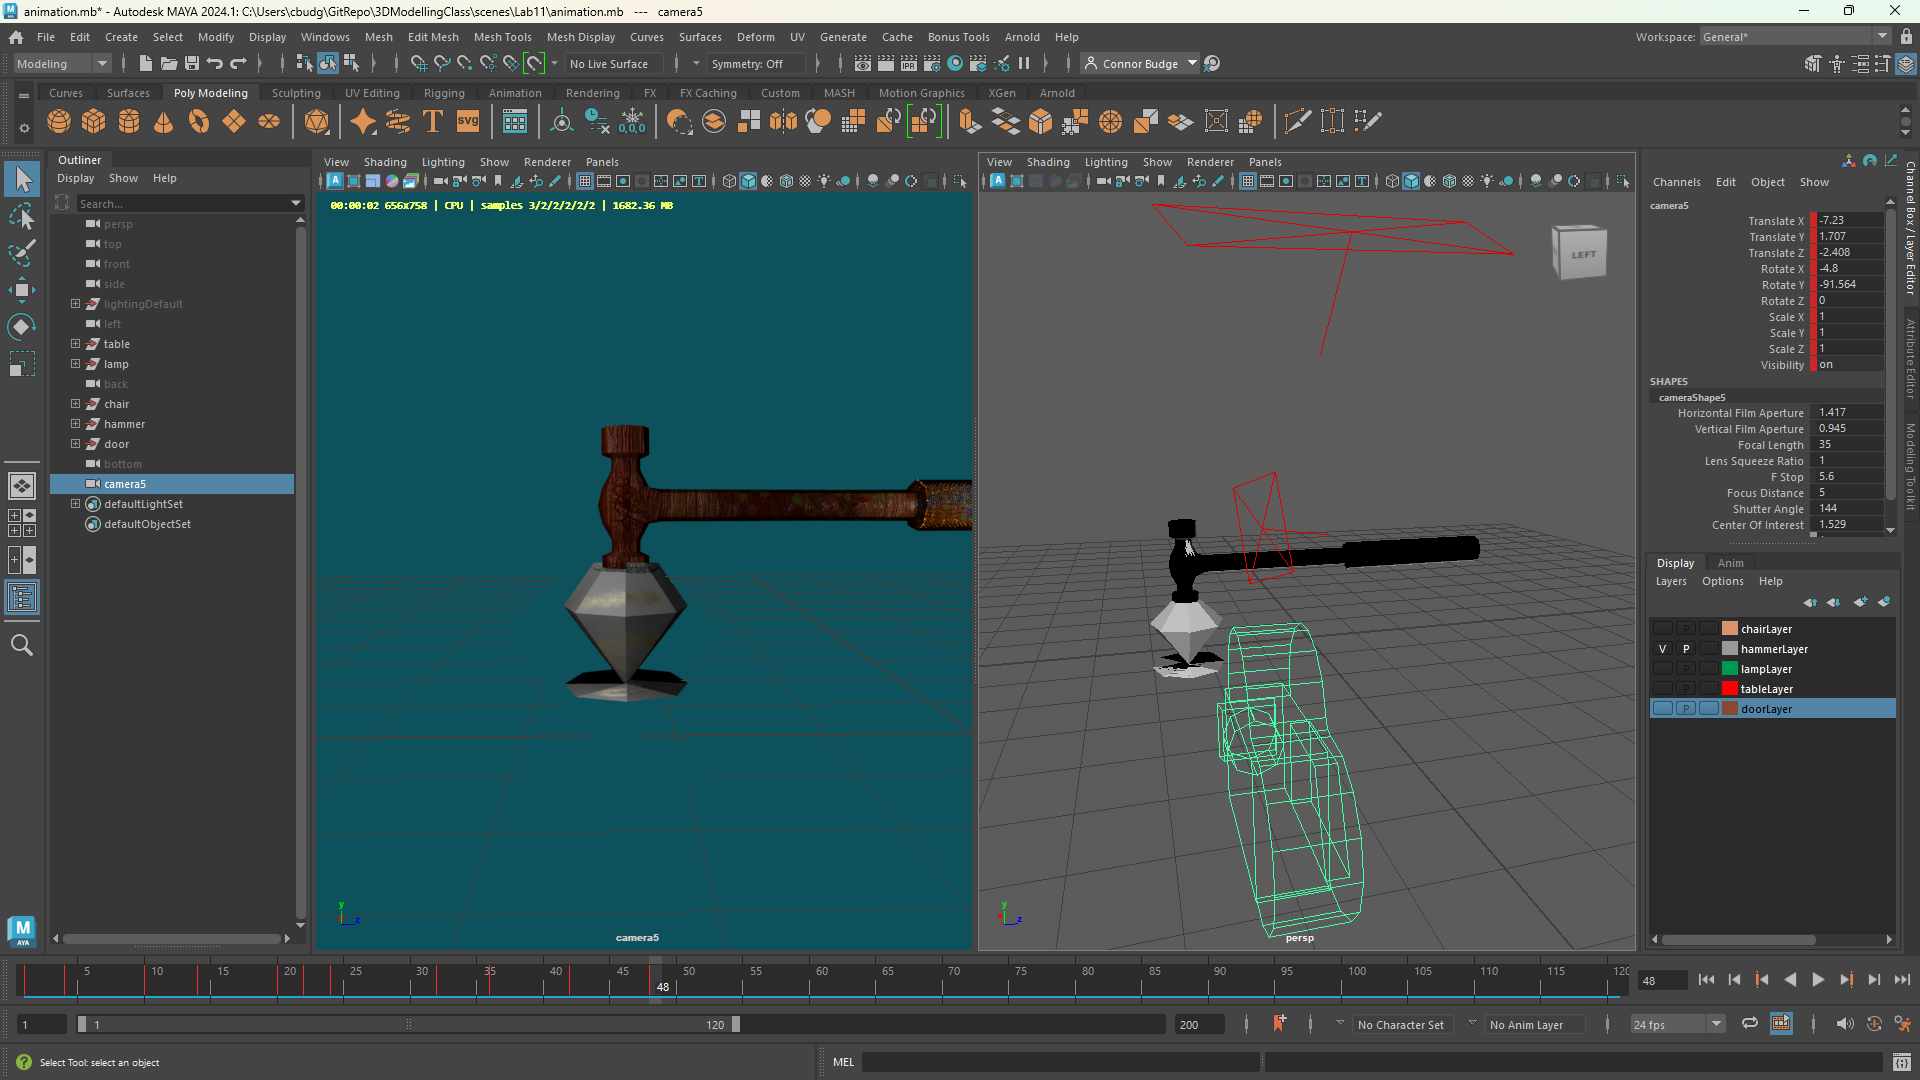 animation.mb* - Autodesk MAYA 2024.1: C:\Users\cbudg\GitRepo\3DModellingClass\scenes\Lab11\animation.mb   ---   camera5
File Edit Create Select Modify Display Windows Mesh Edit Mesh Mesh Tools Mesh Display Curves Surfaces Deform UV Generate Cache Bonus Tools Arnold Help
Workspace: General*
Modeling
No Live Surface
Symmetry: Off
Connor Budge
Curves Surfaces Poly Modeling Sculpting UV Editing Rigging Animation Rendering FX FX Caching Custom MASH Motion Graphics XGen Arnold
T
svg
0,0,0
Outliner
Display Show Help
Search...
persp
top
front
side
lightingDefault
left
table
lamp
back
chair
hammer
door
bottom
camera5
defaultLightSet
defaultObjectSet
View Shading Lighting Show Renderer Panels
00:00:02 656x758 | CPU | samples 3/2/2/2/2/2 | 1682.36 MB
y
z
camera5
View Shading Lighting Show Renderer Panels
LEFT
y
z
persp
Channels Edit Object Show
camera5
Translate X -7.23
Translate Y 1.707
Translate Z -2.408
Rotate X -4.8
Rotate Y -91.564
Rotate Z 0
Scale X 1
Scale Y 1
Scale Z 1
Visibility on
SHAPES
cameraShape5
Horizontal Film Aperture 1.417
Vertical Film Aperture 0.945
Focal Length 35
Lens Squeeze Ratio 1
F Stop 5.6
Focus Distance 5
Shutter Angle 144
Center Of Interest 1.529
Display Anim
Layers Options Help
P chairLayer
V P hammerLayer
P lampLayer
P tableLayer
P doorLayer
Channel Box / Layer Editor
Attribute Editor
Modeling Toolkit
M
AYA
5 10 15 20 25 30 35 40 45 50 55 60 65 70 75 80 85 90 95 100 105 110 115 120
48
48
1
1
120
200
No Character Set
No Anim Layer
24 fps
Select Tool: select an object
MEL